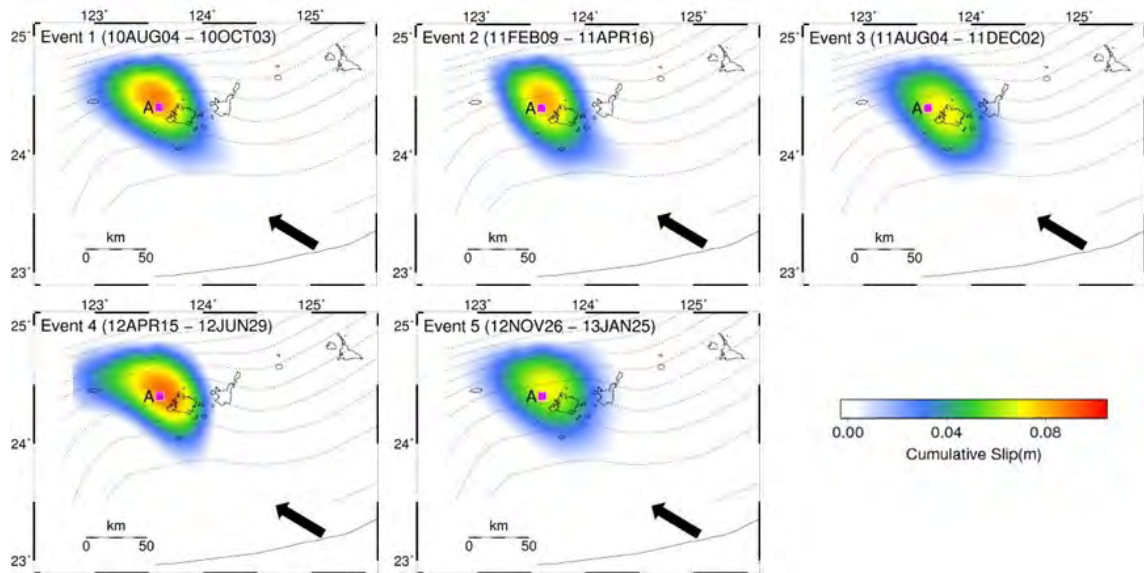 123˚ 124˚ 125˚ 123˚ 124˚ 125˚ 123˚ 124˚ 125˚
25˚ Event 1 (10AUG04 − 10OCT03) Event 2 (11FEB09 − 11APR16) Event 3 (11AUG04 − 11DEC02)
A A A
24˚ 24˚ 24˚
km km km
0 50 0 50 0 50
23˚ 23˚ 23˚
123˚ 124˚ 125˚ 123˚ 124˚ 125˚
25˚ Event 4 (12APR15 − 12JUN29) Event 5 (12NOV26 − 13JAN25)
A A
24˚ 24˚
0.00 0.04 0.08
Cumulative Slip(m)
km km
0 50 0 50
23˚ 23˚